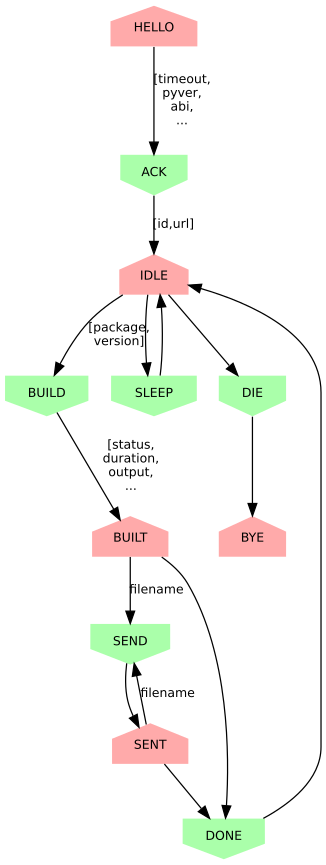 HELLO
[timeout,
pyver,
abi,
...
ACK
[id,url]
IDLE
[package,
version]
BUILD
SLEEP
DIE
[status,
duration,
output,
...
BUILT
BYE
filename
SEND
filename
SENT
DONE